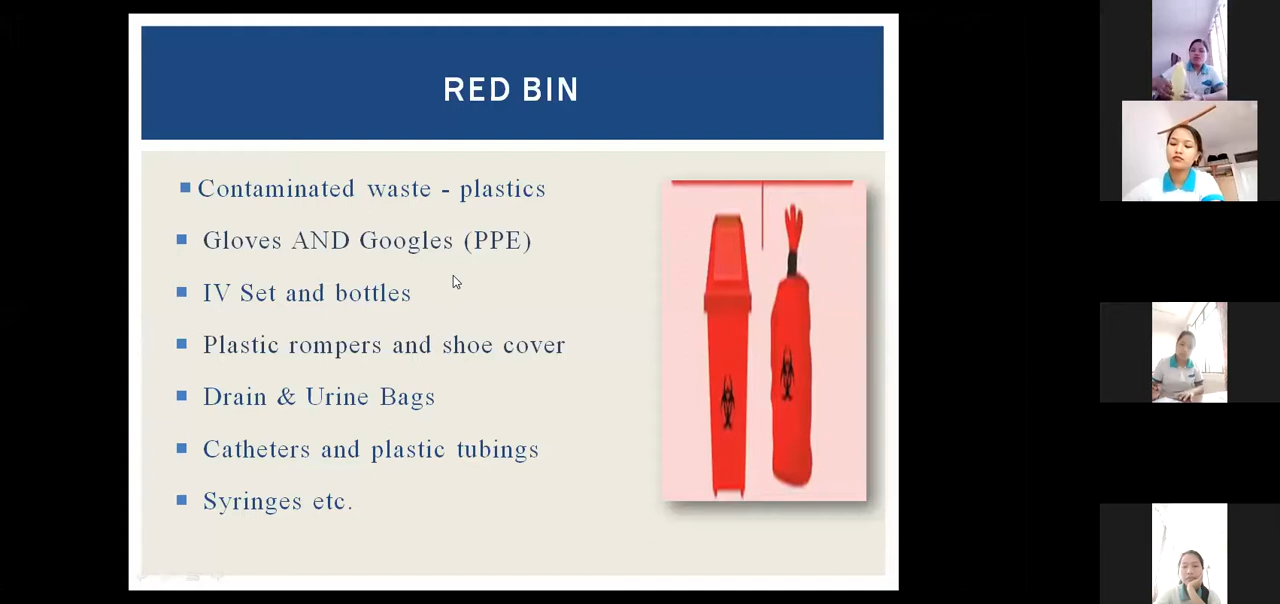 RED BIN
Contaminated waste - plastics
Gloves AND Googles (PPE)
IV Set and bottles
Plastic rompers and shoe cover
Drain & Urine Bags
Catheters and plastic tubings
Syringes etc.